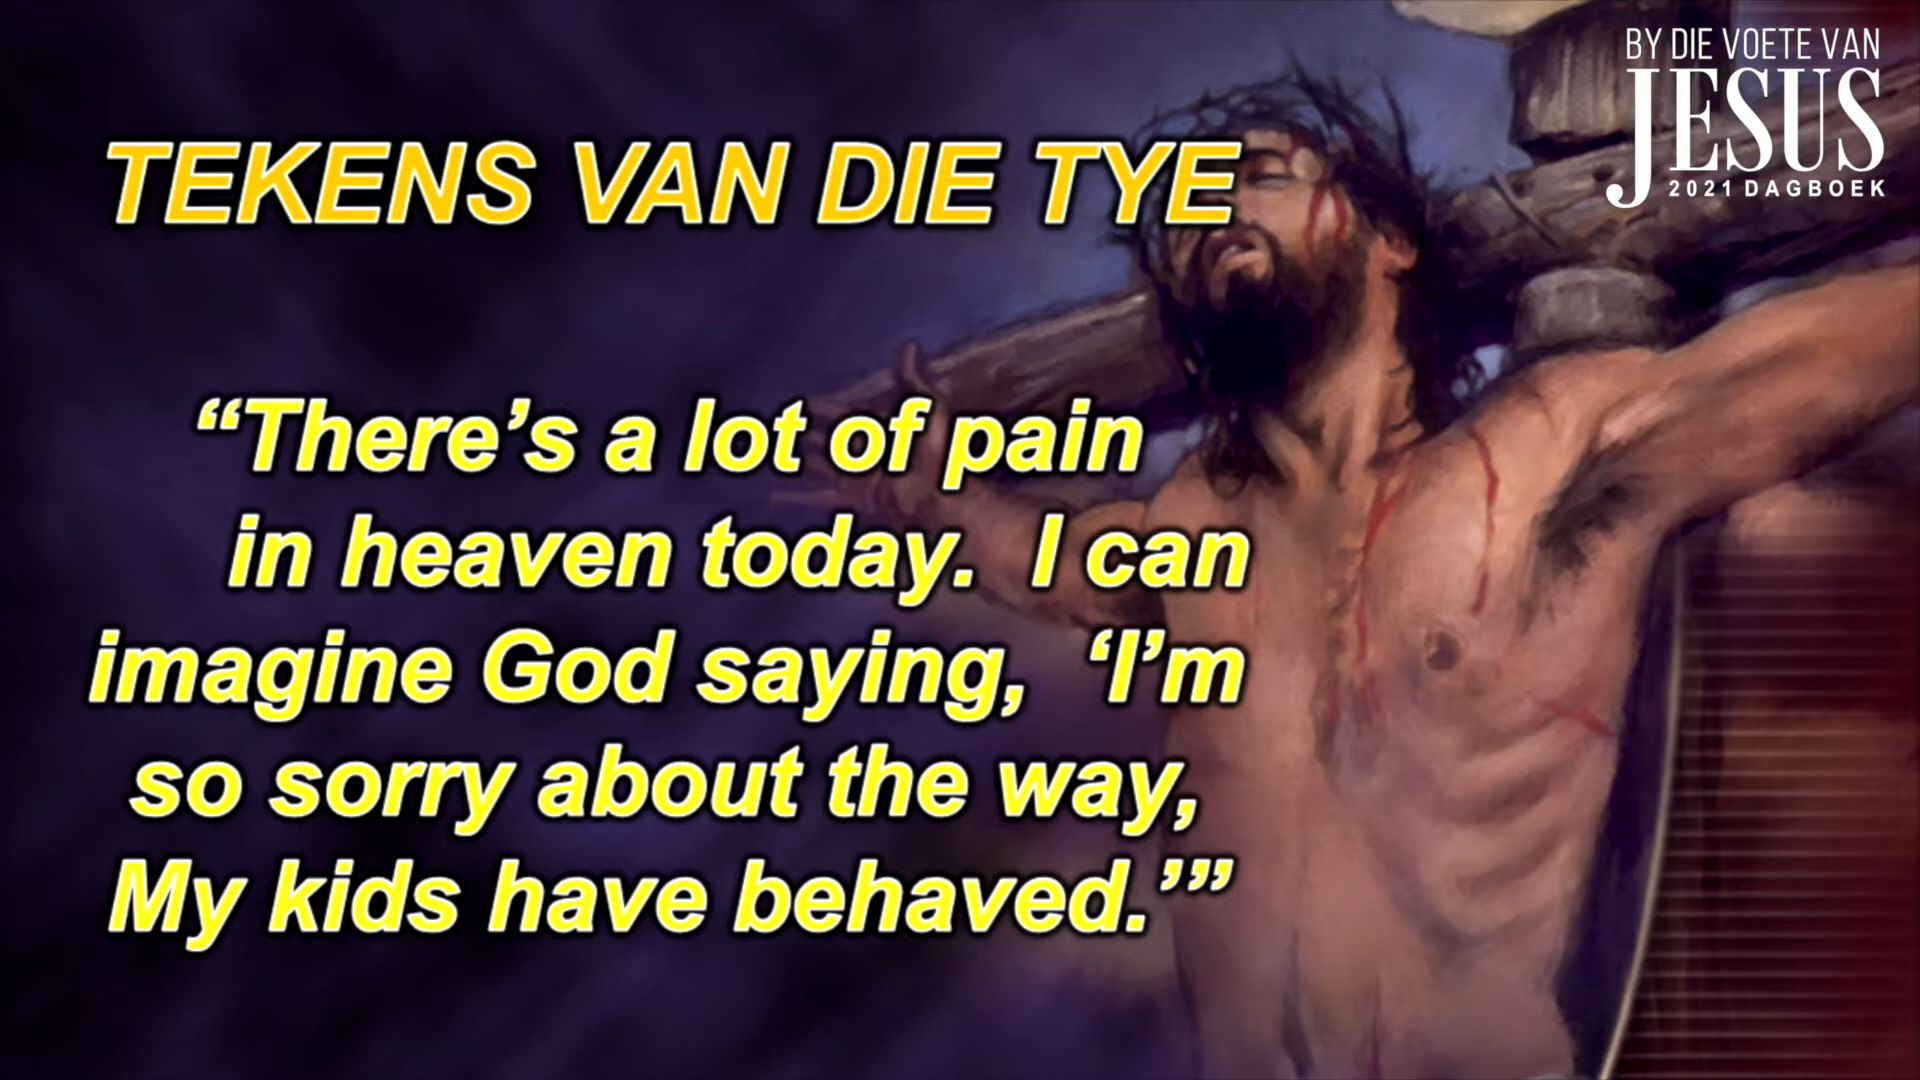 BY DIE VOETE VAN
JESUS
2021 DAGBOEK
TEKENS VAN DIE TYE
“There’s a lot of pain
in heaven today.  I can
imagine God saying,  ‘I’m
so sorry about the way,
My kids have behaved.’”